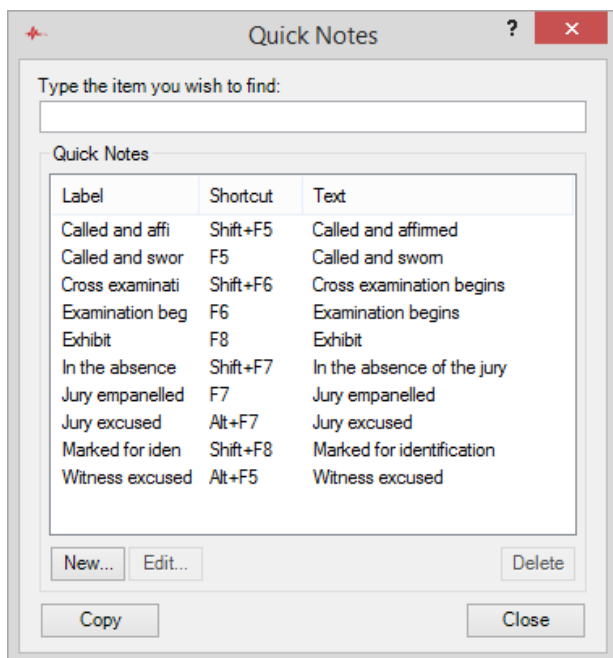 Quick Notes ? ×
Type the item you wish to find:
Quick Notes
Label Shortcut Text
Called and affi Shift+F5 Called and affirmed
Called and swor F5 Called and sworn
Cross examinati Shift+F6 Cross examination begins
Examination beg F6 Examination begins
Exhibit F8 Exhibit
In the absence Shift+F7 In the absence of the jury
Jury empanelled F7 Jury empanelled
Jury excused Alt+F7 Jury excused
Marked for iden Shift+F8 Marked for identification
Witness excused Alt+F5 Witness excused
New... Edit... Delete
Copy Close